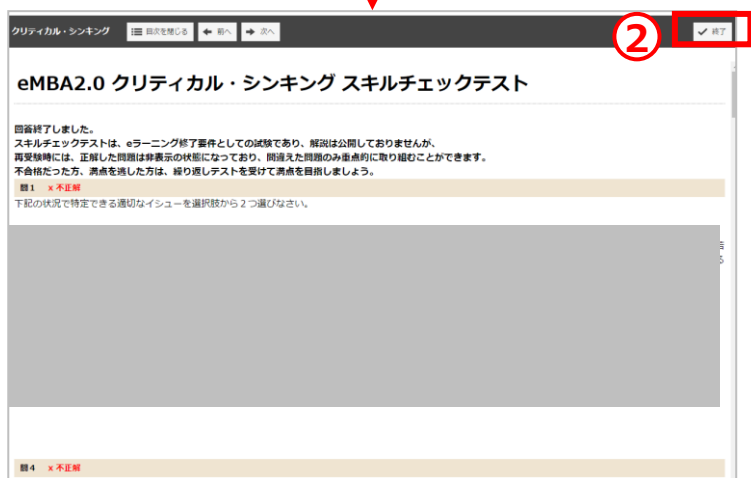 クリティカル・シンキング 目次を閉じる 前へ 次へ ② 終了
eMBA2.0 クリティカル・シンキング スキルチェックテスト
回答終了しました。
スキルチェックテストは、eラーニング修了要件としての試験であり、解説は公開しておりませんが、
再受験時には、正解した問題は非表示の状態になっており、間違えた問題のみ重点的に取り組むことができます。
不合格だった方、満点を逃した方は、繰り返しテストを受けて満点を目指しましょう。
問1 x 不正解
下記の状況で特定できる適切なイシューを選択肢から2つ選びなさい。
る
問4 x 不正解